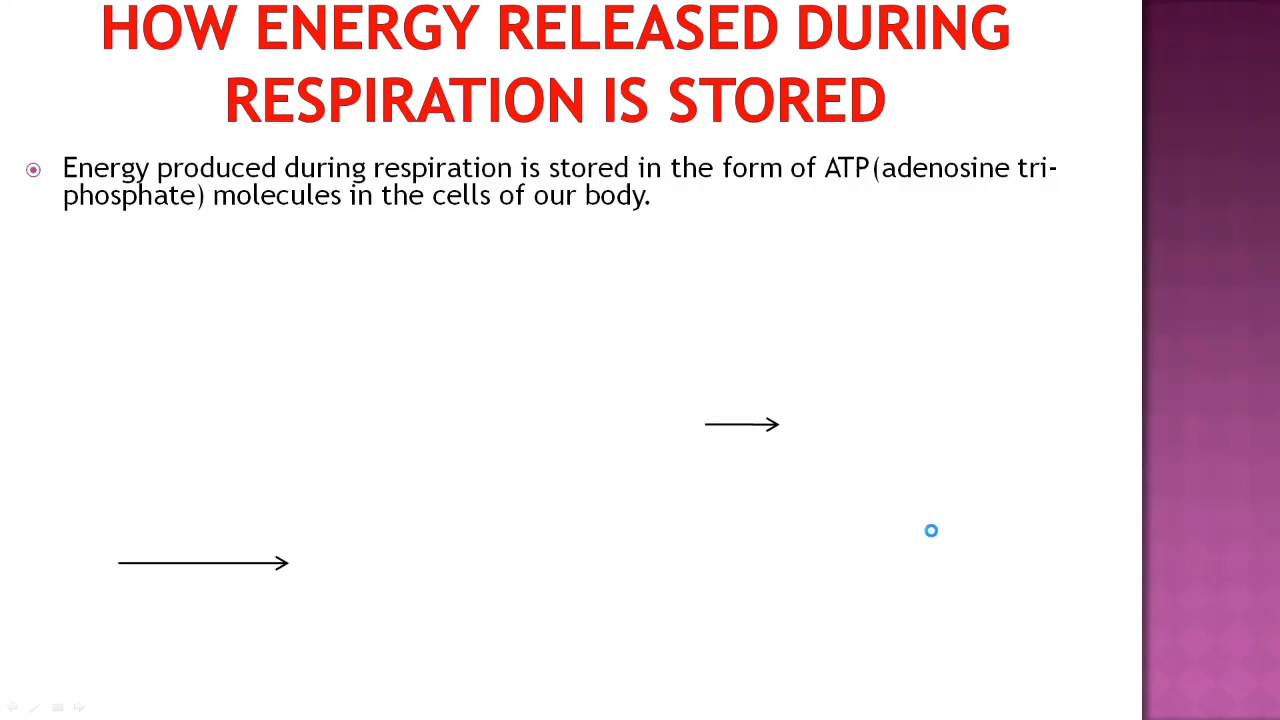 HOW ENERGY RELEASED DURING
RESPIRATION IS STORED
Energy produced during respiration is stored in the form of ATP(adenosine tri-
phosphate) molecules in the cells of our body.